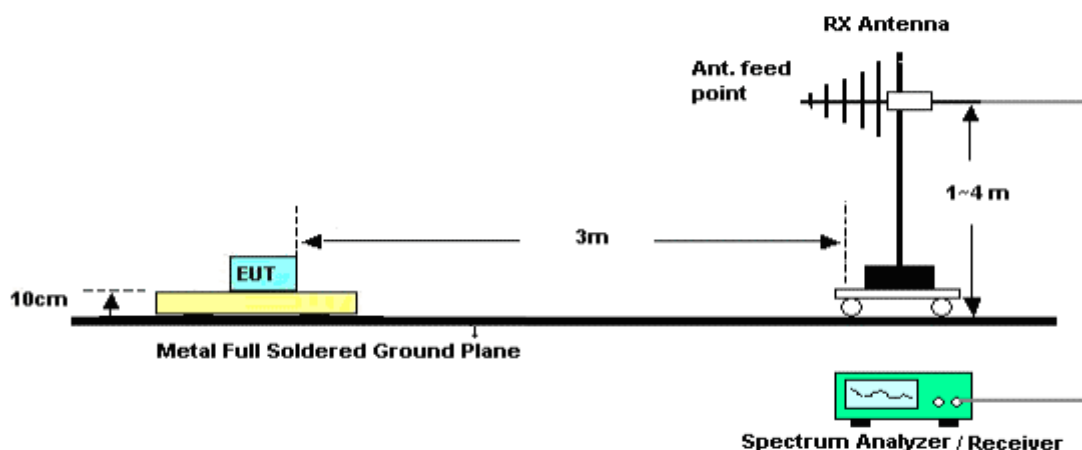 RX Antenna
Ant. feed
point
1~4 m
3m
EUT
10cm
Metal Full Soldered Ground Plane
Spectrum Analyzer / Receiver